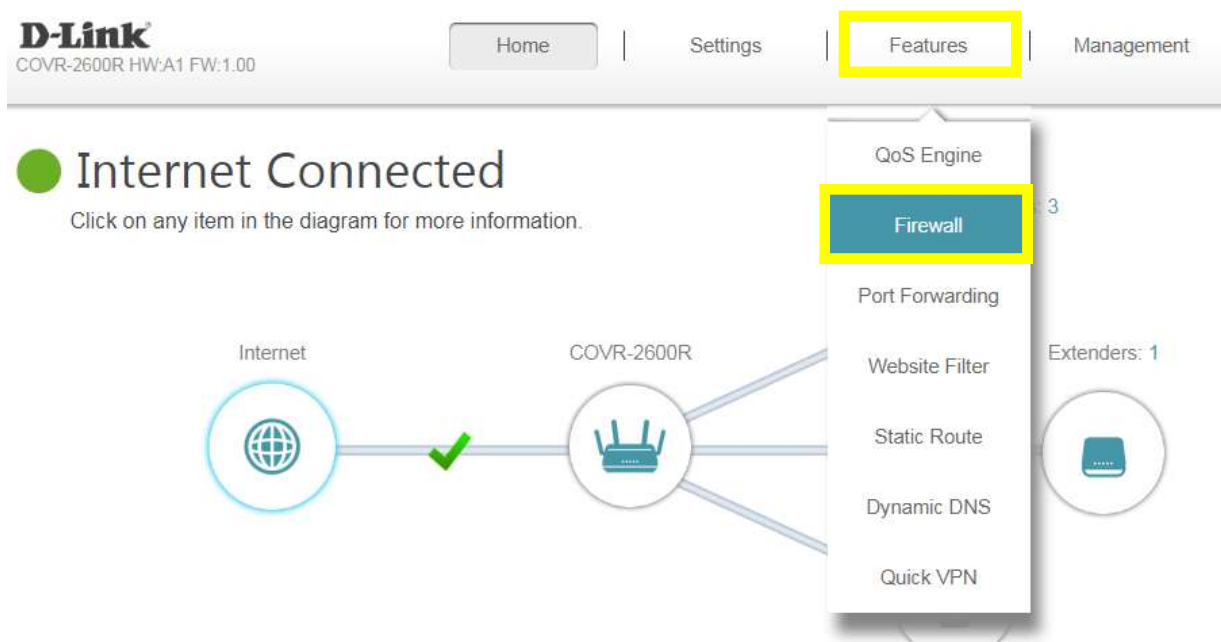 D-Link
COVR-2600R HW:A1 FW:1.00
Home | Settings | Features | Management
Internet Connected
Click on any item in the diagram for more information.
QoS Engine
Firewall
: 3
Port Forwarding
Website Filter
Static Route
Dynamic DNS
Quick VPN
Internet
COVR-2600R
Extenders: 1